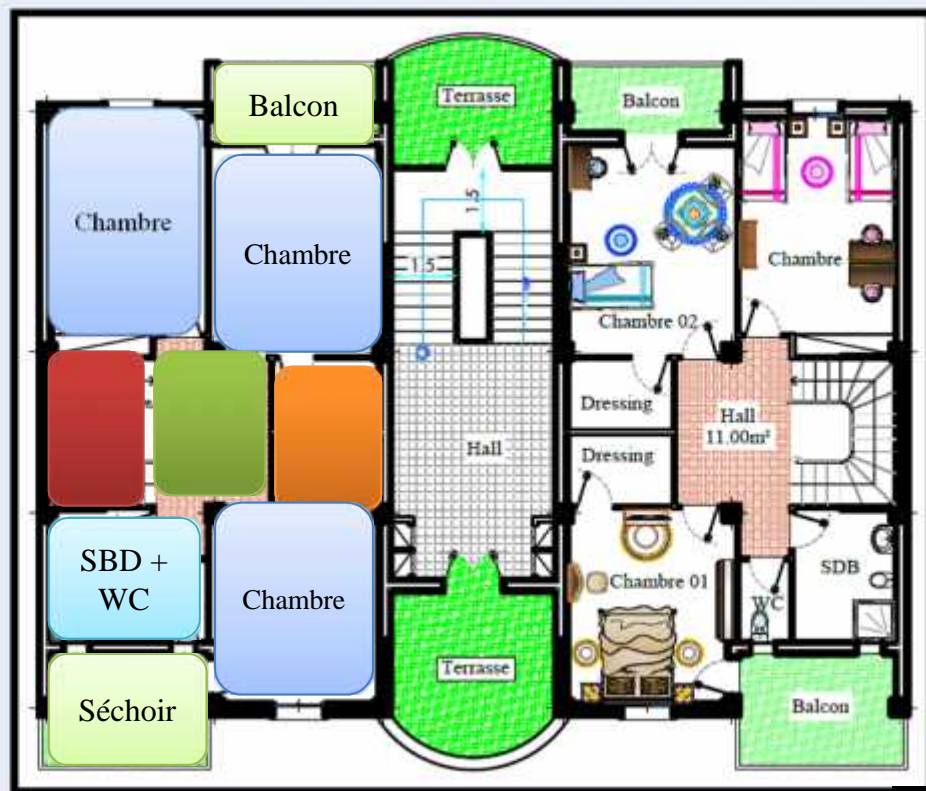 Terrasse
Balcon
Balcon
Chambre
Chambre
1.5
1.5
Chambre
Chambre 02
Dressing
Hall
11.00m²
Hall
Dressing
SBD +
WC
Chambre
Chambre 01
WC
SDB
Séchoir
Terrasse
Balcon